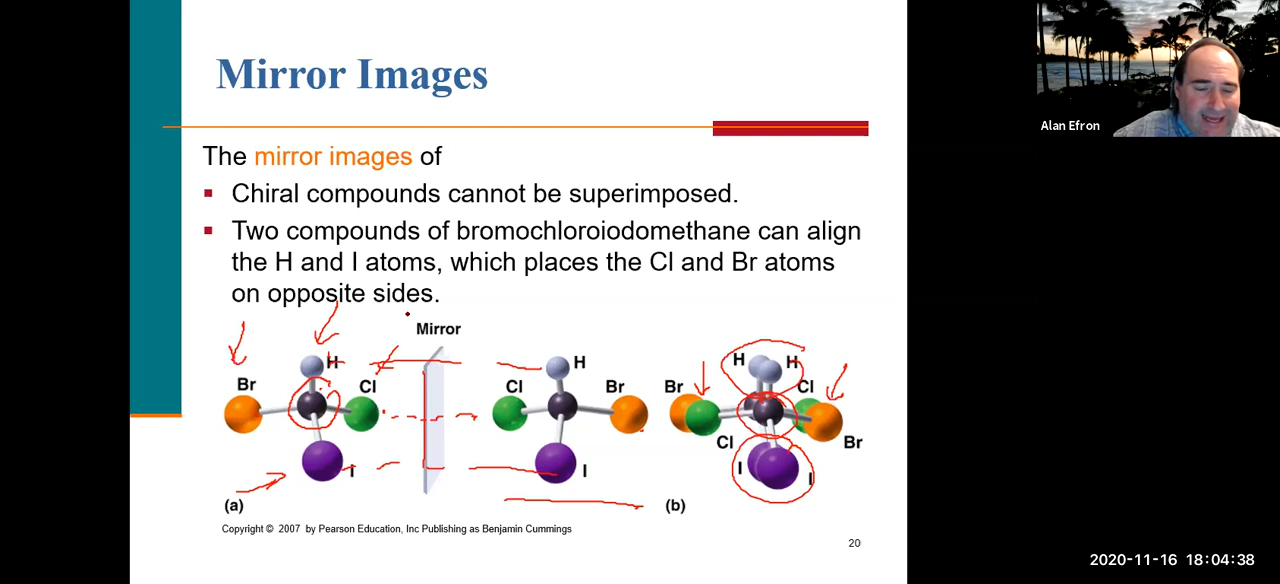 Mirror Images
Alan Efron
The mirror images of
▪ Chiral compounds cannot be superimposed.
▪ Two compounds of bromochloroiodomethane can align
the H and I atoms, which places the Cl and Br atoms
on opposite sides.
Mirror
H
H
H
H
Br
Cl
Cl
Br
Br
Cl
Cl
Br
I
I
I
I
(a)
(b)
Copyright © 2007 by Pearson Education, Inc Publishing as Benjamin Cummings
20
2020-11-16 18:04:38